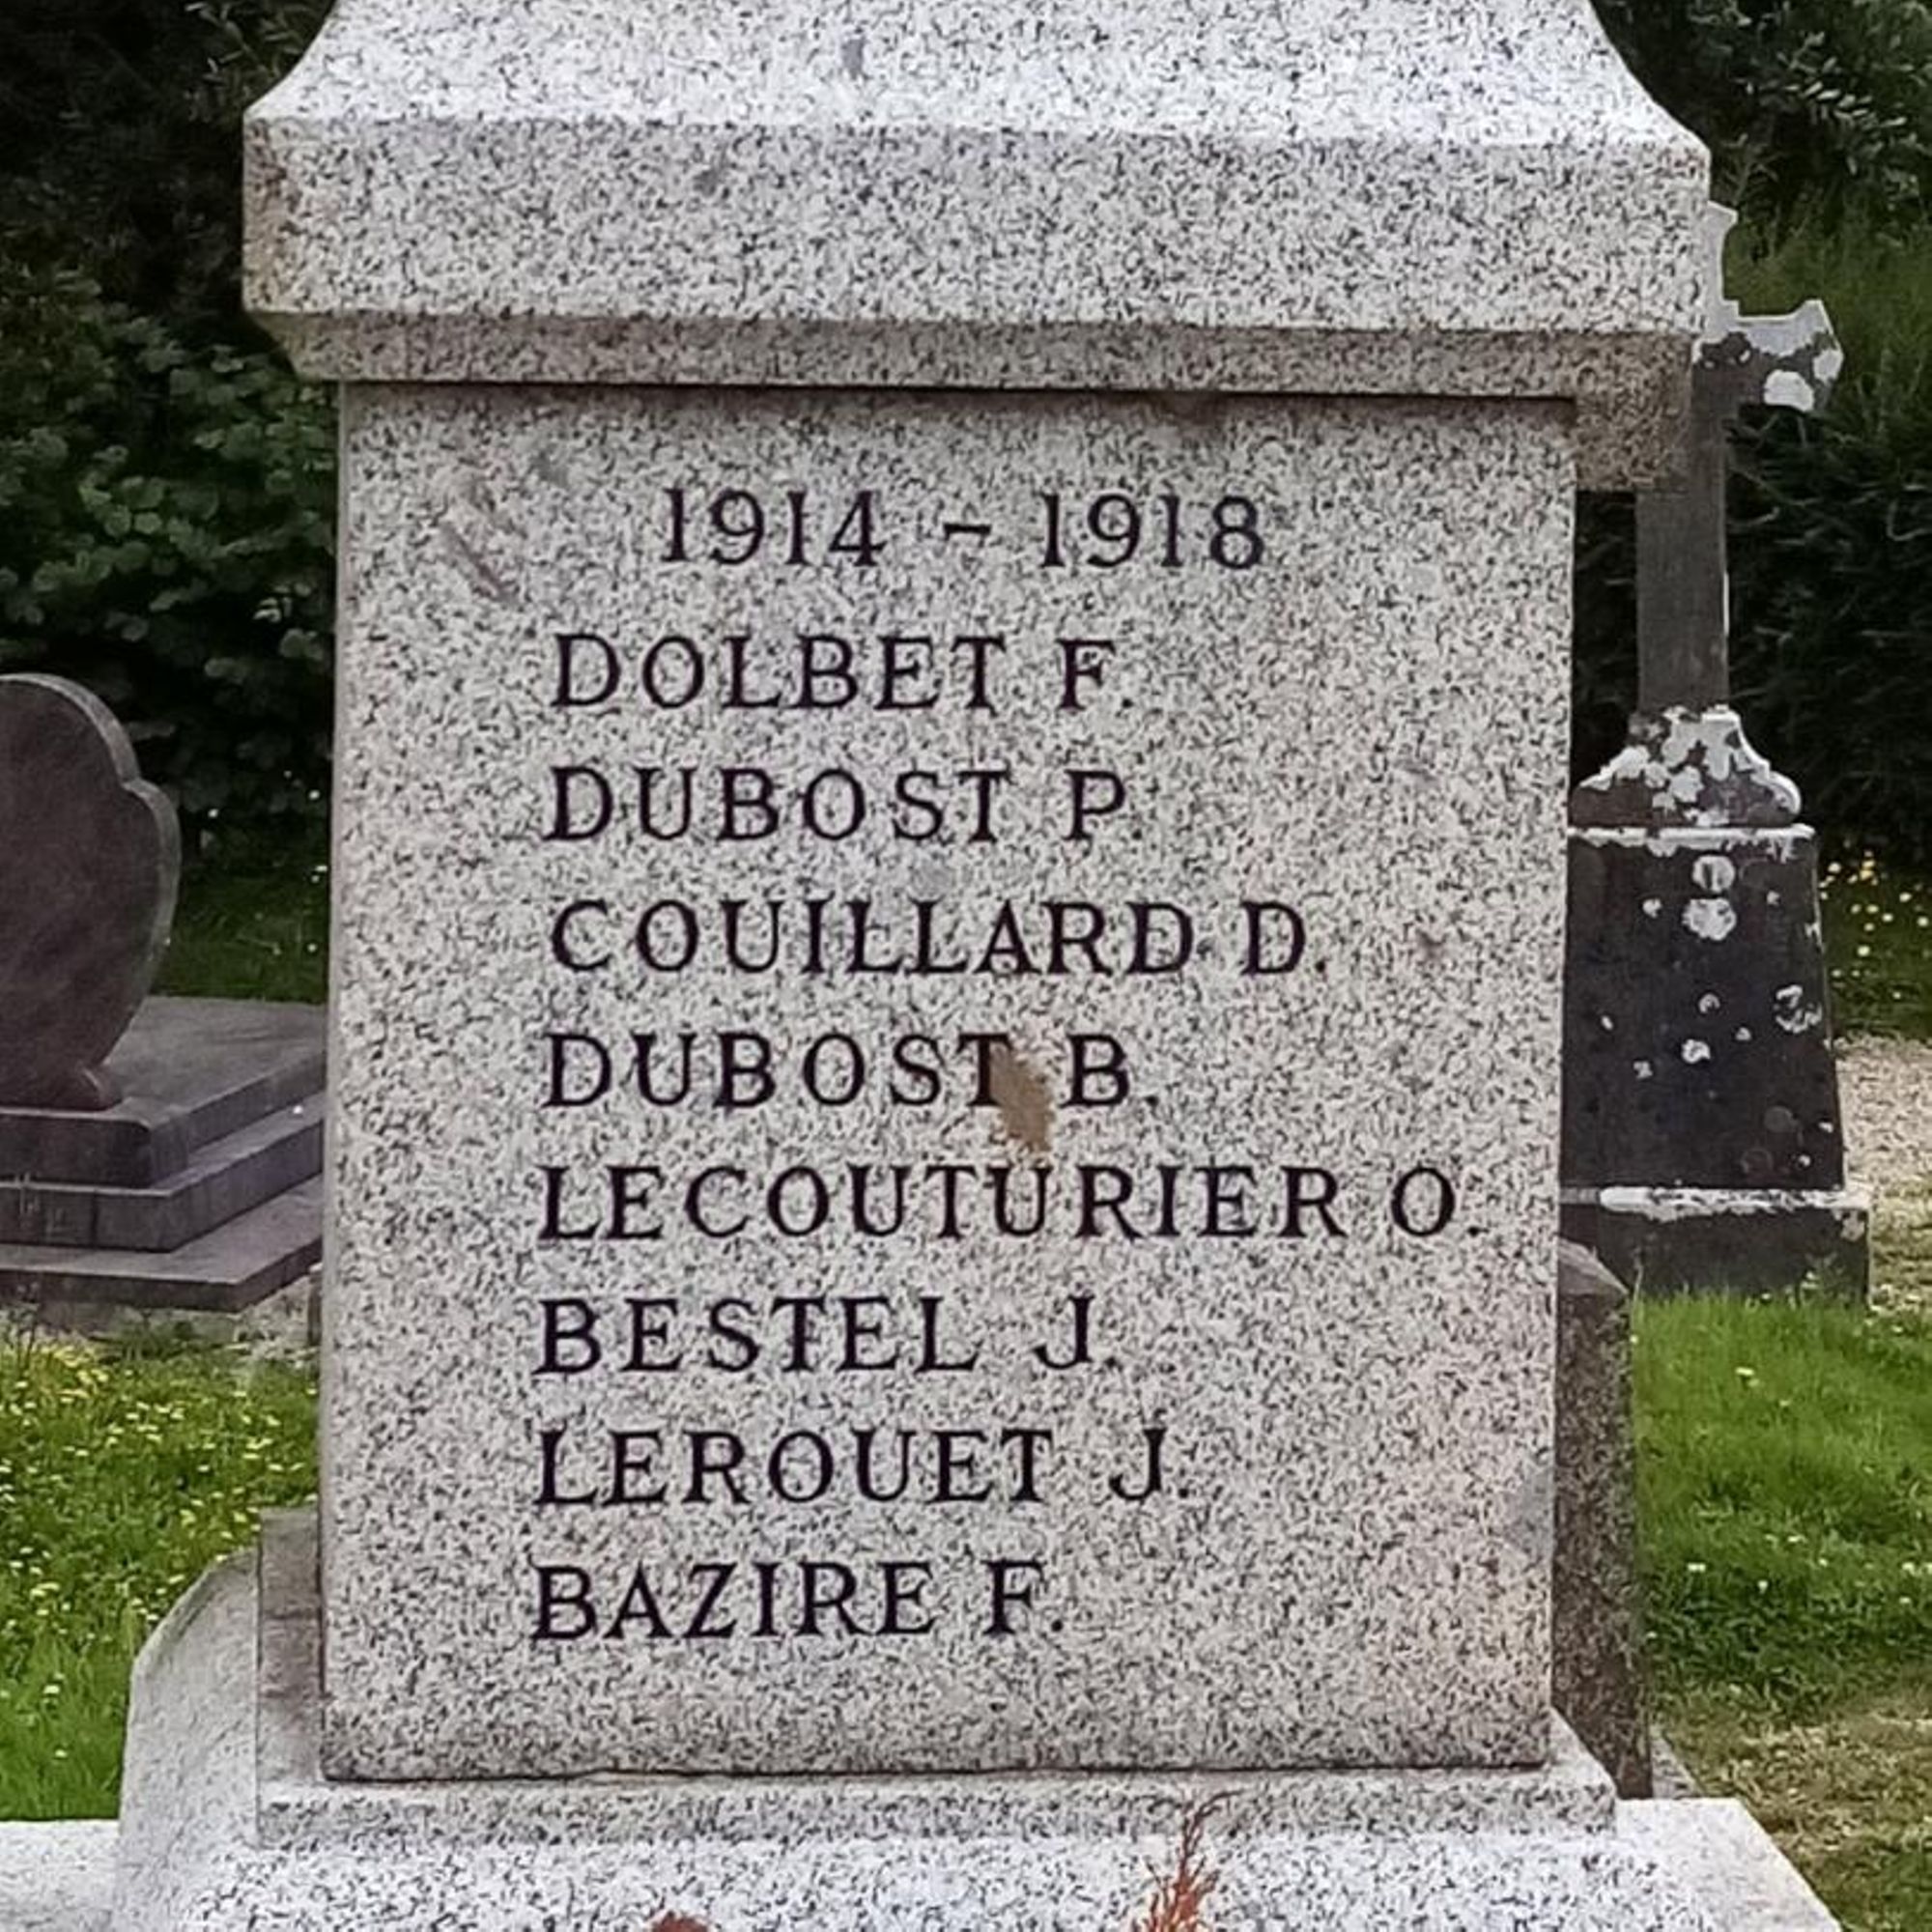 1914 - 1918
DOLBET F.
DUBOST P.
COUILLARD D.
DUBOST B.
LECOUTURIER O.
BESTEL J.
LEROUET J.
BAZIRE F.